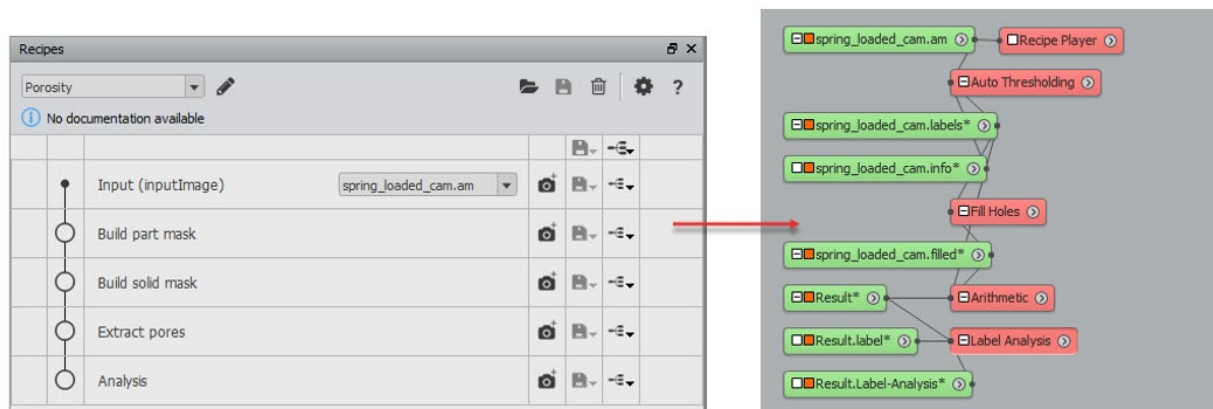 Recipes
Porosity
?
i No documentation available
Input (inputImage) spring_loaded_cam.am
Build part mask
Build solid mask
Extract pores
Analysis
spring_loaded_cam.am
Recipe Player
Auto Thresholding
spring_loaded_cam.labels*
spring_loaded_cam.info*
Fill Holes
spring_loaded_cam.filled*
Result*
Arithmetic
Result.label*
Label Analysis
Result.Label-Analysis*